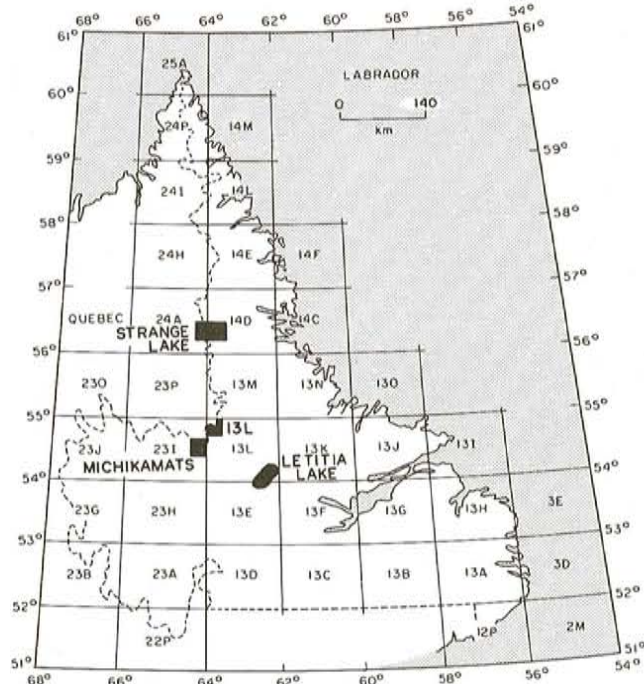 68° 66° 64° 62° 60° 58° 56° 54°
61° 61°
25A
LABRADOR
60° 60°
0 140
km
24P 14M
59° 59°
24I 14L
58° 58°
24H 14E 14F
57° 57°
QUEBEC 24A 14D 14C
STRANGE
LAKE
56° 56°
23O 23P 13M 13N 13O
55° 55°
13L
23J 23I 13L 13K 13J 13I
MICHIKAMATS
LETITIA
LAKE
54° 54°
23G 23H 13E 13F 13G 13H 3E
53° 53°
23B 23A 13D 13C 13B 13A 3D
52° 52°
22P 12P 2M
51° 51°
68° 66° 64° 62° 60° 58° 56° 54°